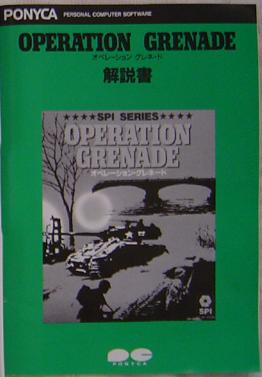 PONYCA PERSONAL COMPUTER SOFTWARE
OPERATION GRENADE
オペレーション・グレネード
解説書
★★★★SPI SERIES★★★★
OPERATION
GRENADE
オペレーション・グレネード
SPI
PONYCA